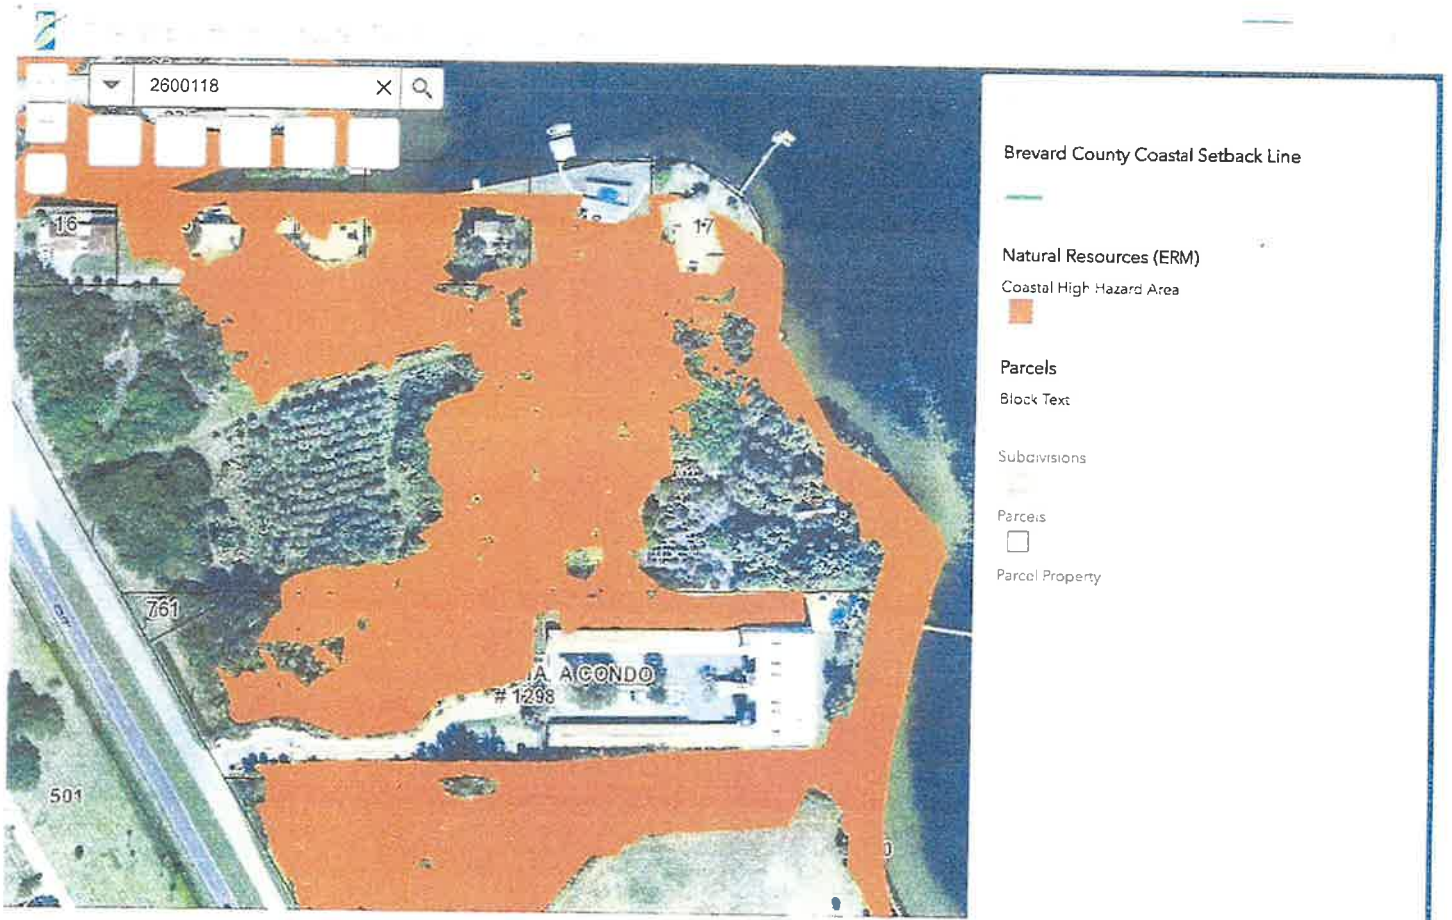 2600118
Brevard County Coastal Setback Line
Natural Resources (ERM)
Coastal High Hazard Area
Parcels
Block Text
Subdivisions
Parcels
Parcel Property
16
17
761
A CONDO
# 1298
501